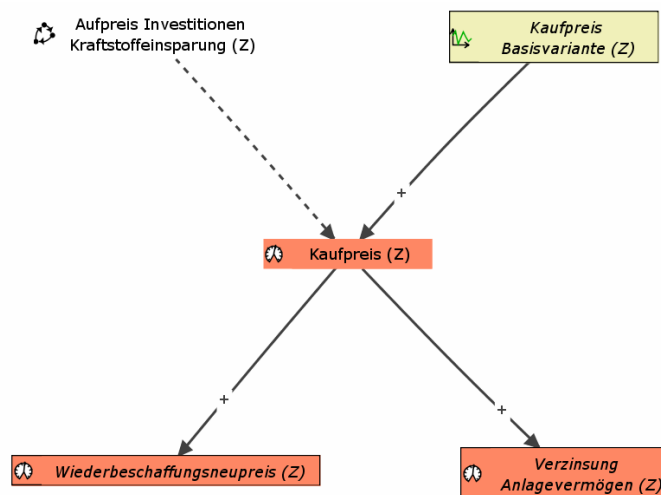 Aufpreis Investitionen
Kraftstoffeinsparung (Z)
Kaufpreis
Basisvariante (Z)
+
Kaufpreis (Z)
+
+
Wiederbeschaffungsneupreis (Z)
Verzinsung
Anlagevermögen (Z)